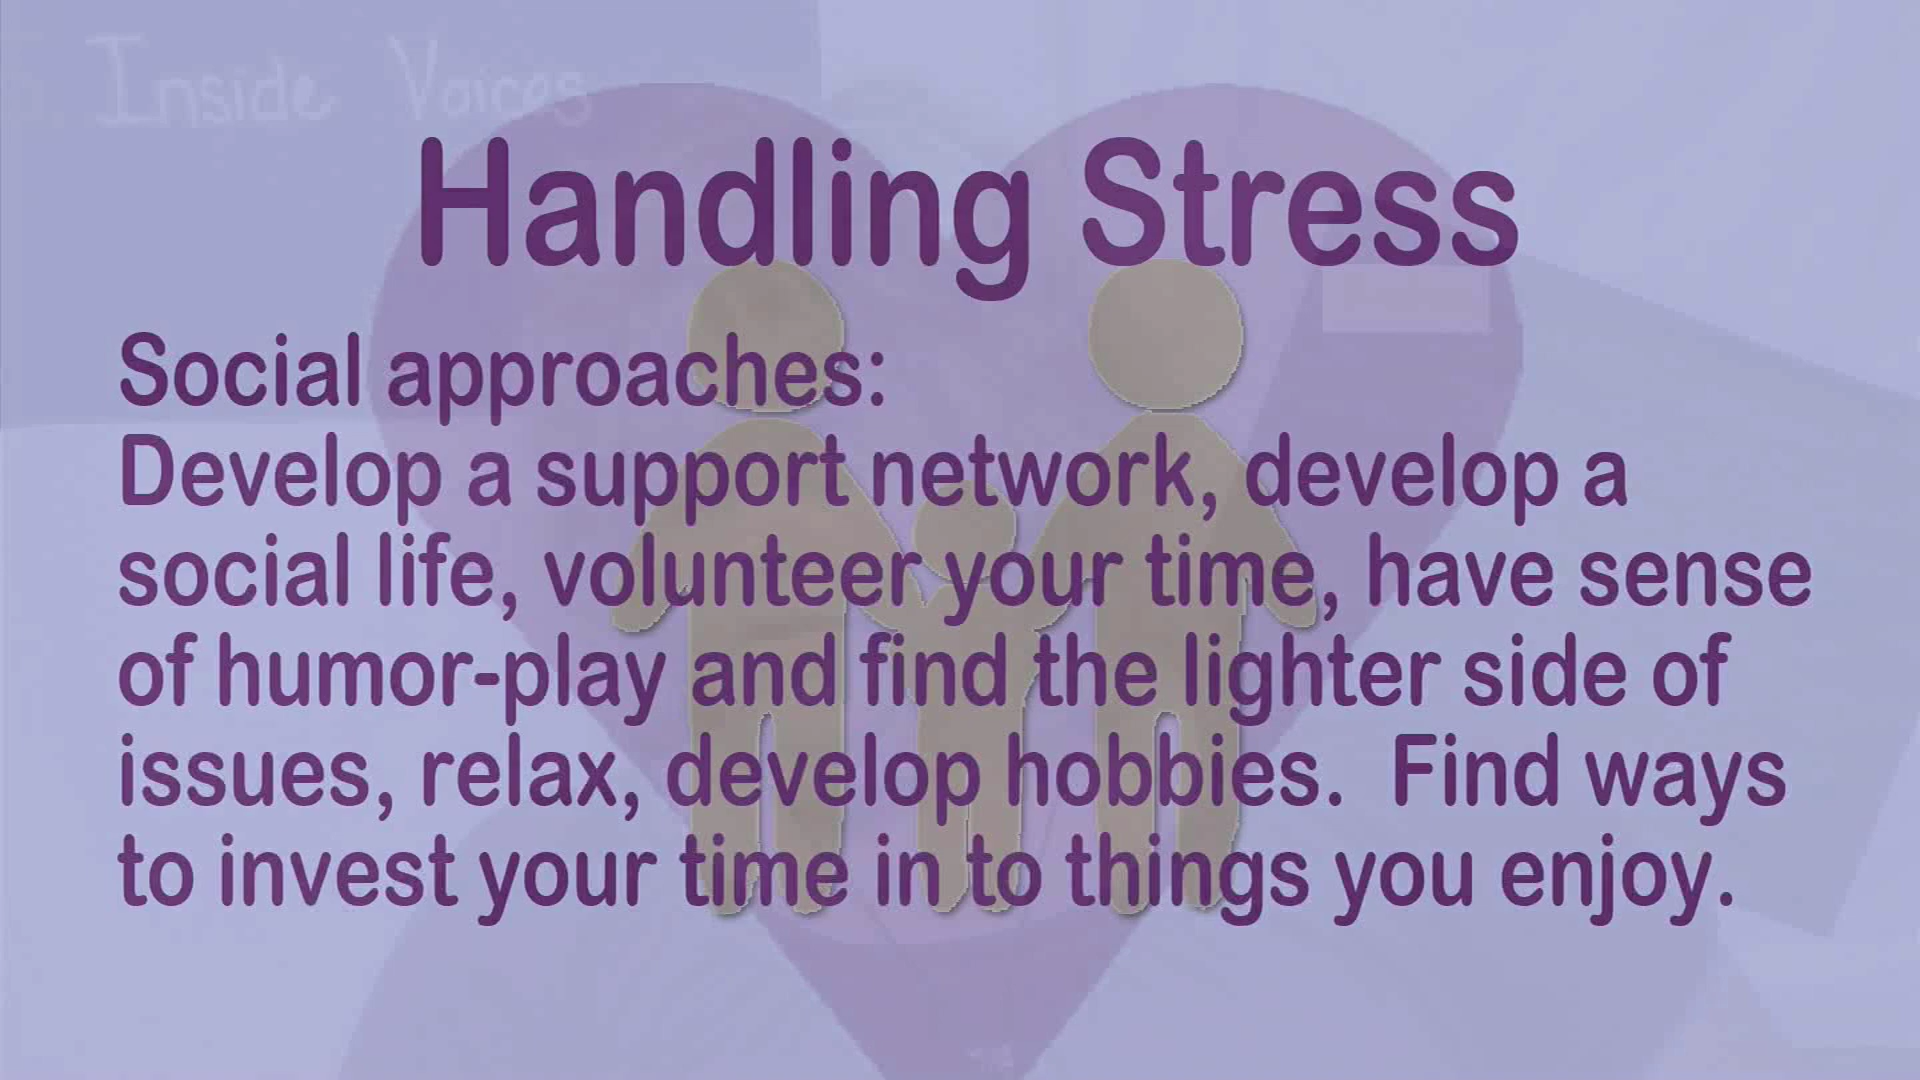 Inside Voices
Handling Stress
Social approaches:
Develop a support network, develop a
social life, volunteer your time, have sense
of humor-play and find the lighter side of
issues, relax, develop hobbies.  Find ways
to invest your time in to things you enjoy.